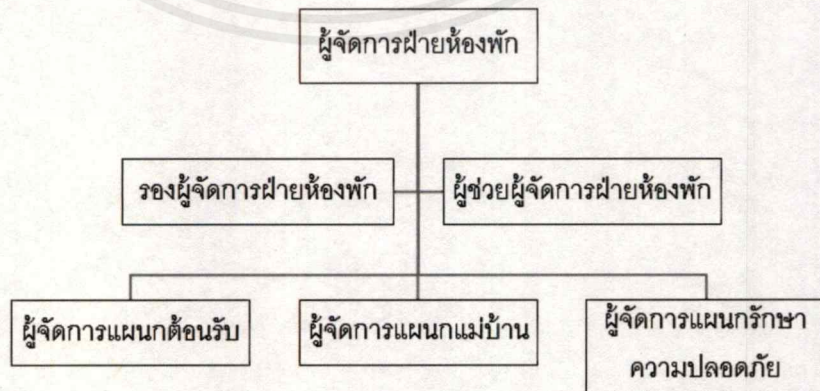 ผู้จัดการฝ่ายห้องพัก
รองผู้จัดการฝ่ายห้องพัก
ผู้ช่วยผู้จัดการฝ่ายห้องพัก
ผู้จัดการแผนกต้อนรับ
ผู้จัดการแผนกแม่บ้าน
ผู้จัดการแผนกรักษา
ความปลอดภัย